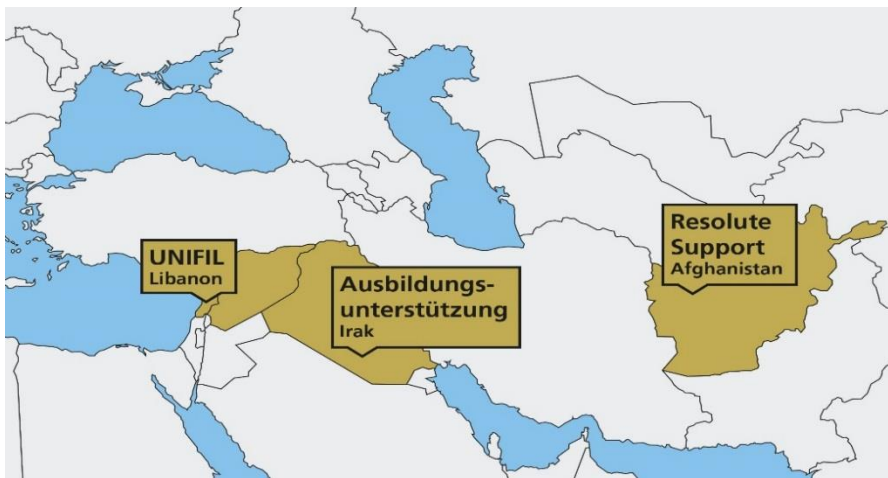 UNIFIL
Libanon
Ausbildungs-
unterstützung
Irak
Resolute
Support
Afghanistan